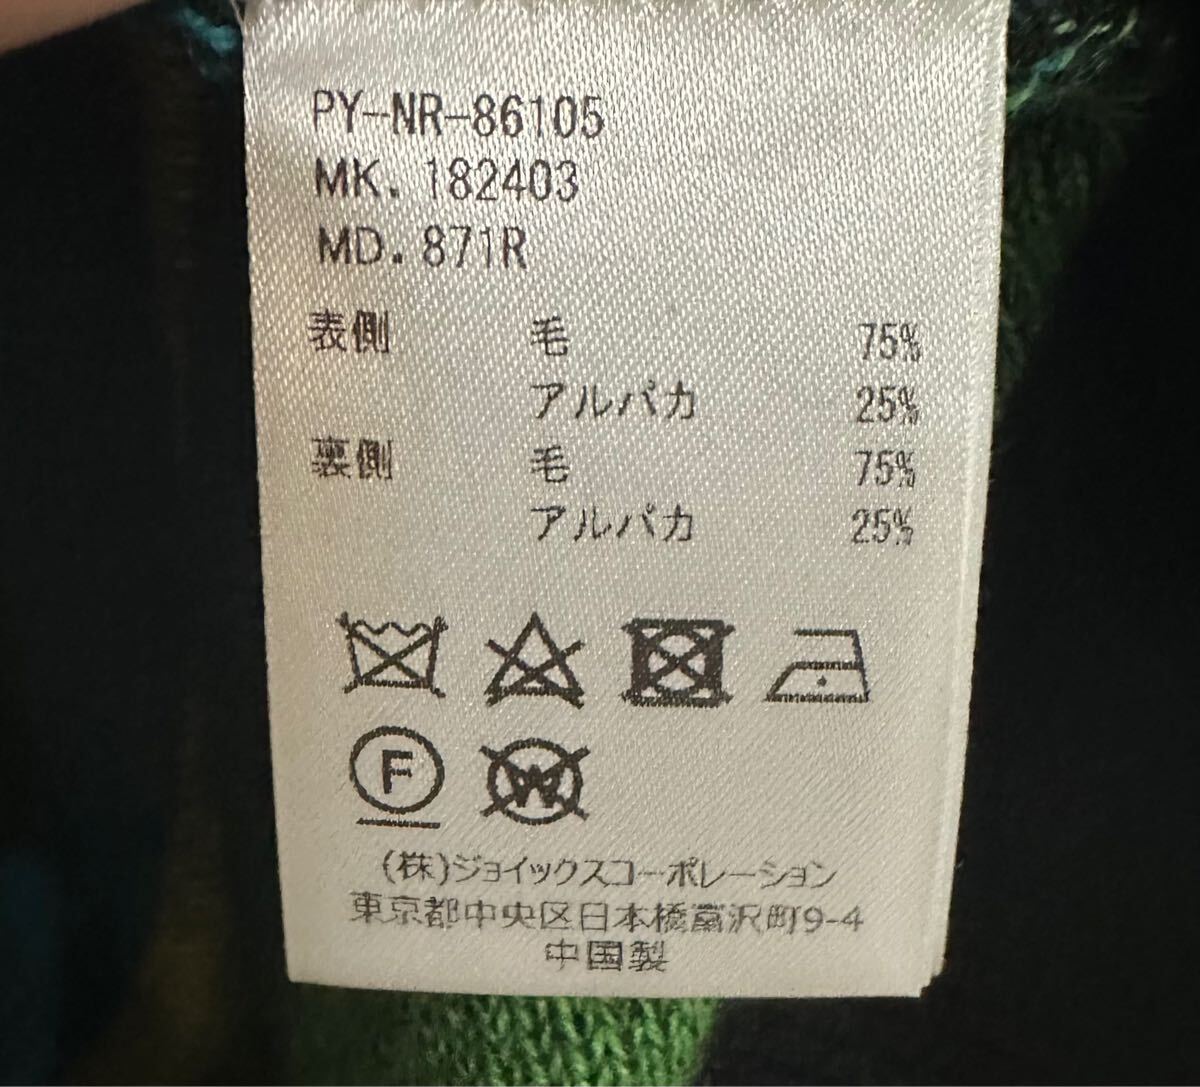 PY-NR-86105
MK. 182403
MD. 871R
表側 毛 75%
アルパカ 25%
裏側 毛 75%
アルパカ 25%
F W
(株)ジョイックスコーポレーション
東京都中央区日本橋富沢町9-4
中国製